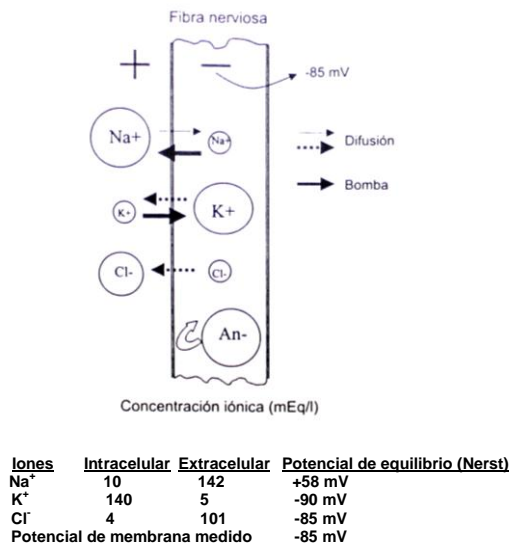 Fibra nerviosa
+ − -85 mV
Na+ Na+ Difusión
Bomba
K+ K+
Cl- Cl-
An-
Concentración iónica (mEq/l)
Iones Intracelular Extracelular Potencial de equilibrio (Nerst)
Na+ 10 142 +58 mV
K+ 140 5 -90 mV
Cl- 4 101 -85 mV
Potencial de membrana medido -85 mV